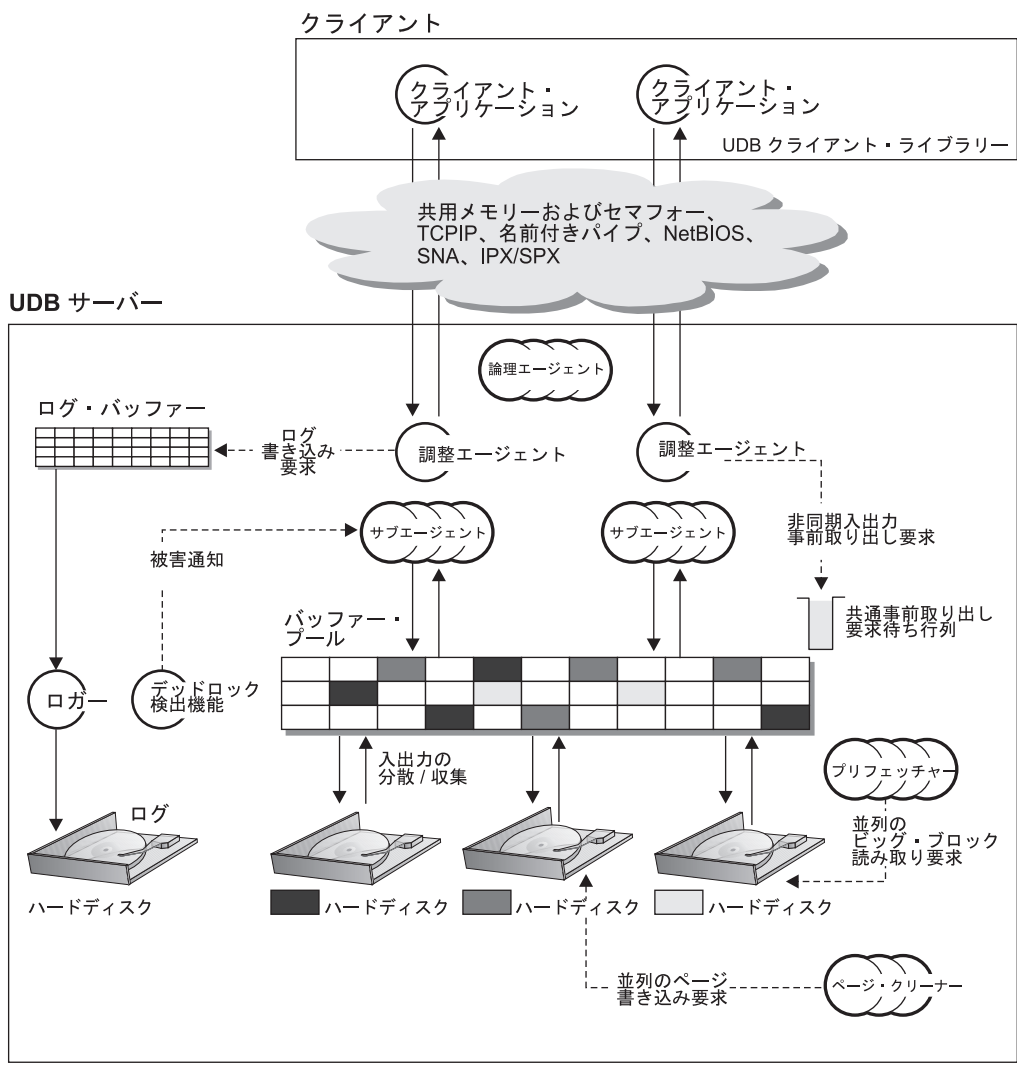 クライアント
クライアント・
アプリケーション
クライアント・
アプリケーション
UDB クライアント・ライブラリー
共用メモリーおよびセマフォー、
TCPIP、名前付きパイプ、NetBIOS、
SNA、IPX/SPX
UDB サーバー
論理エージェント
ログ・バッファー
ログ
書き込み
要求
調整エージェント
調整エージェント
サブエージェント
サブエージェント
非同期入出力
事前取り出し要求
被害通知
共通事前取り出し
要求待ち行列
バッファー・
プール
ロガー
デッドロック
検出機能
入出力の
分散 / 収集
プリフェッチャー
ログ
並列の
ビッグ・ブロック
読み取り要求
ハードディスク
ハードディスク
ハードディスク
ハードディスク
並列のページ
書き込み要求
ページ・クリーナー